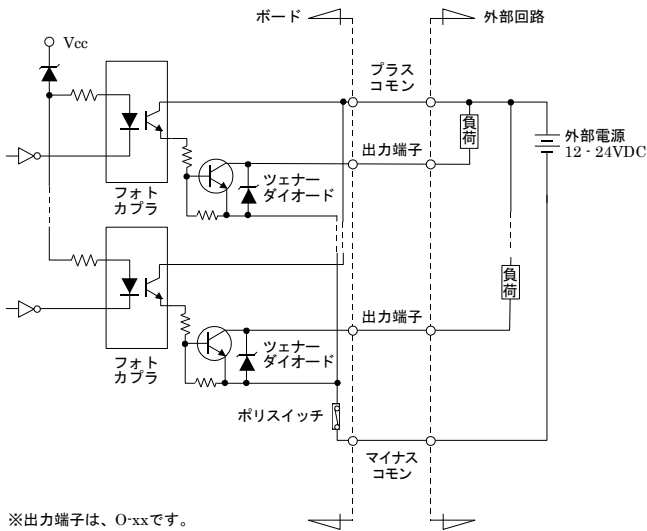 ボード
外部回路
Vcc
プラス
コモン
負荷
外部電源
12 - 24VDC
出力端子
フォト
カプラ
ツェナー
ダイオード
負荷
出力端子
フォト
カプラ
ツェナー
ダイオード
ポリスイッチ
マイナス
コモン
※出力端子は、O-xxです。